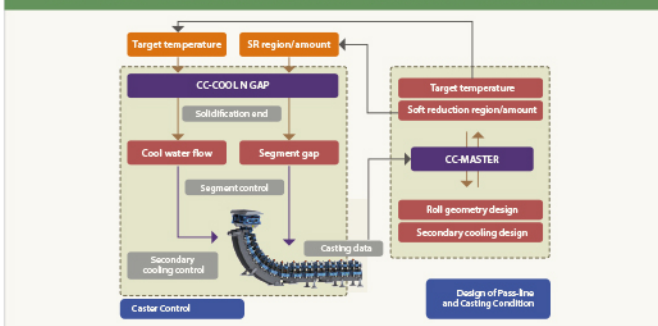 Target temperature
SR region/amount
CC-COOL N GAP
Solidification end
Cool water flow
Segment gap
Segment control
Secondary
cooling control
Casting data
Caster Control
Target temperature
Soft reduction region/amount
CC-MASTER
Roll geometry design
Secondary cooling design
Design of Pass-line
and Casting Condition